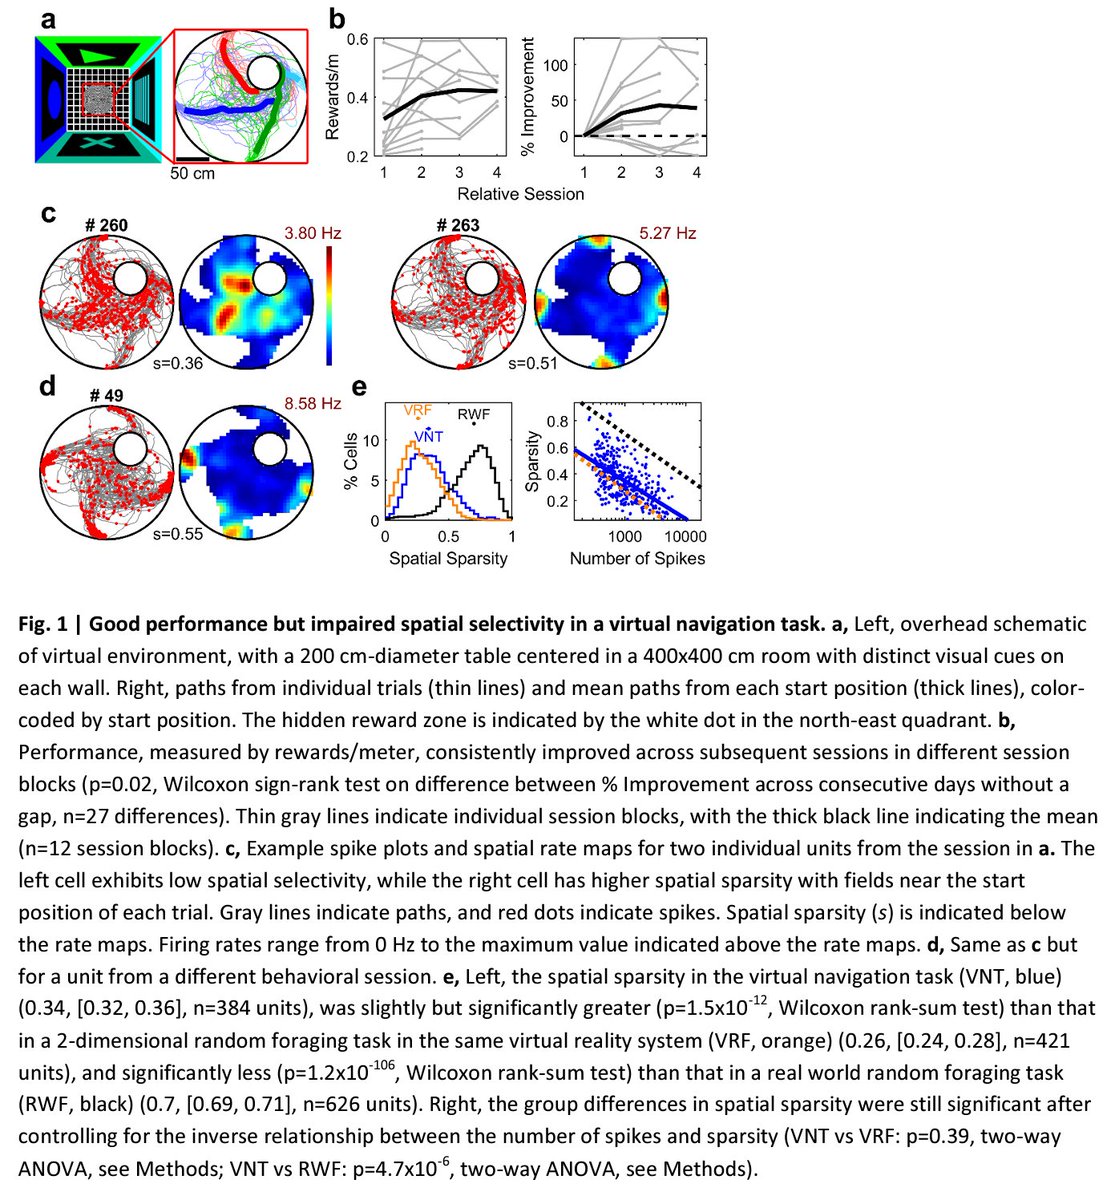 a
b
50 cm
Rewards/m
0.6
0.4
0.2
1 2 3 4
% Improvement
100
50
0
1 2 3 4
Relative Session
c
# 260
3.80 Hz
s=0.36
# 263
5.27 Hz
s=0.51
d
# 49
8.58 Hz
s=0.55
e
VRF
VNT
RWF
% Cells
10
5
0
0 0.5 1
Spatial Sparsity
Sparsity
0.8
0.6
0.4
0.2
1000 10000
Number of Spikes
Fig. 1 | Good performance but impaired spatial selectivity in a virtual navigation task. a, Left, overhead schematic
of virtual environment, with a 200 cm-diameter table centered in a 400x400 cm room with distinct visual cues on
each wall. Right, paths from individual trials (thin lines) and mean paths from each start position (thick lines), color-
coded by start position. The hidden reward zone is indicated by the white dot in the north-east quadrant. b,
Performance, measured by rewards/meter, consistently improved across subsequent sessions in different session
blocks (p=0.02, Wilcoxon sign-rank test on difference between % Improvement across consecutive days without a
gap, n=27 differences). Thin gray lines indicate individual session blocks, with the thick black line indicating the mean
(n=12 session blocks). c, Example spike plots and spatial rate maps for two individual units from the session in a. The
left cell exhibits low spatial selectivity, while the right cell has higher spatial sparsity with fields near the start
position of each trial. Gray lines indicate paths, and red dots indicate spikes. Spatial sparsity (s) is indicated below
the rate maps. Firing rates range from 0 Hz to the maximum value indicated above the rate maps. d, Same as c but
for a unit from a different behavioral session. e, Left, the spatial sparsity in the virtual navigation task (VNT, blue)
(0.34, [0.32, 0.36], n=384 units), was slightly but significantly greater (p=1.5x10⁻¹², Wilcoxon rank-sum test) than that
in a 2-dimensional random foraging task in the same virtual reality system (VRF, orange) (0.26, [0.24, 0.28], n=421
units), and significantly less (p=1.2x10⁻¹⁰⁶, Wilcoxon rank-sum test) than that in a real world random foraging task
(RWF, black) (0.7, [0.69, 0.71], n=626 units). Right, the group differences in spatial sparsity were still significant after
controlling for the inverse relationship between the number of spikes and sparsity (VNT vs VRF: p=0.39, two-way
ANOVA, see Methods; VNT vs RWF: p=4.7x10⁻⁶, two-way ANOVA, see Methods).